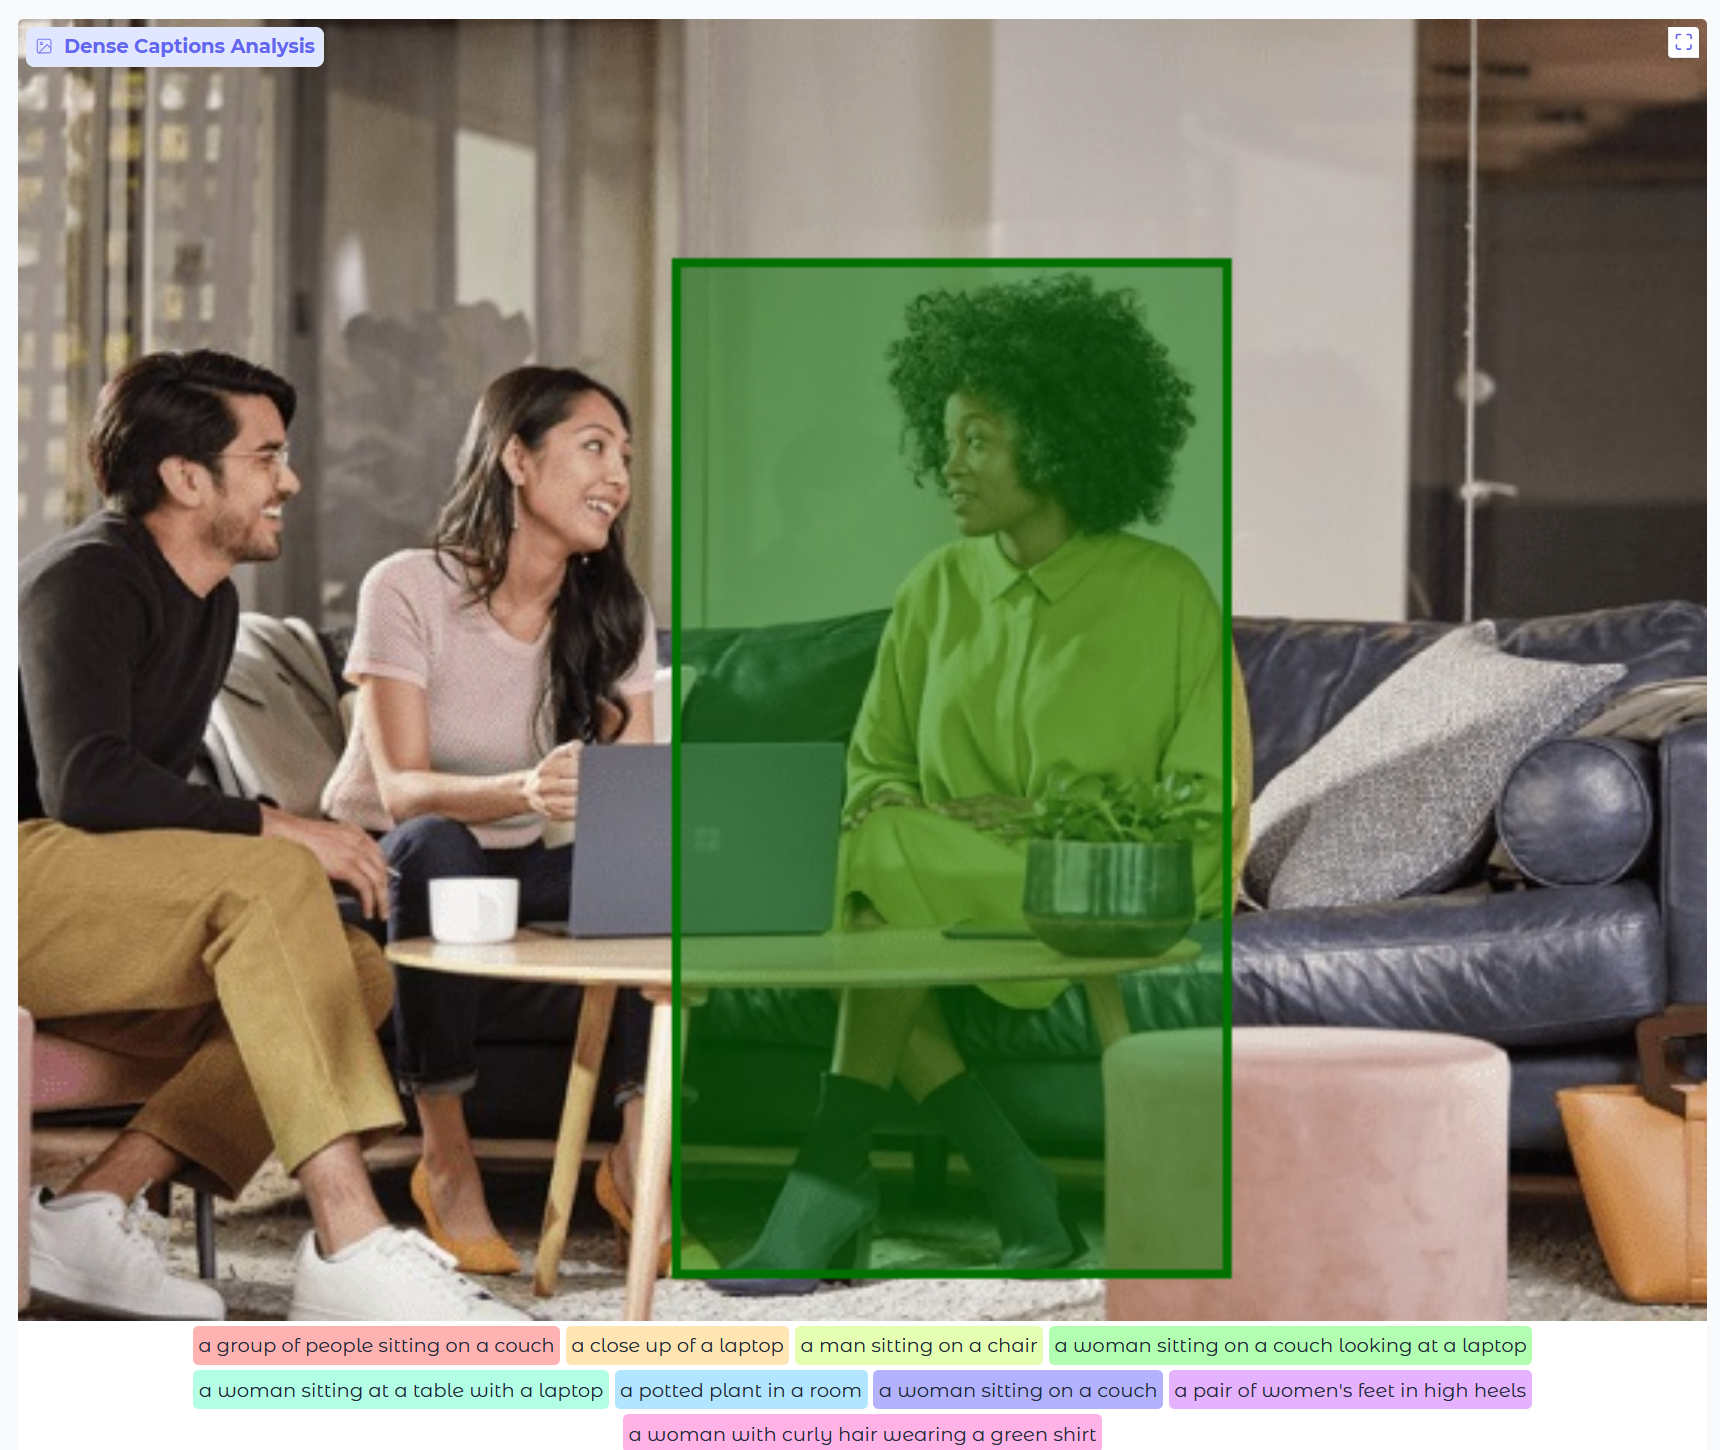 Dense Captions Analysis
a group of people sitting on a couch a close up of a laptop a man sitting on a chair a woman sitting on a couch looking at a laptop
a woman sitting at a table with a laptop a potted plant in a room a woman sitting on a couch a pair of women's feet in high heels
a woman with curly hair wearing a green shirt